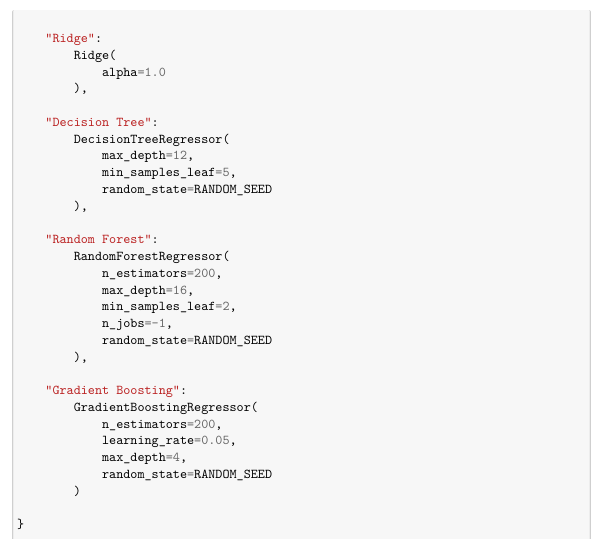 "Ridge":
Ridge(
alpha=1.0
),
"Decision Tree":
DecisionTreeRegressor(
max_depth=12,
min_samples_leaf=5,
random_state=RANDOM_SEED
),
"Random Forest":
RandomForestRegressor(
n_estimators=200,
max_depth=16,
min_samples_leaf=2,
n_jobs=-1,
random_state=RANDOM_SEED
),
"Gradient Boosting":
GradientBoostingRegressor(
n_estimators=200,
learning_rate=0.05,
max_depth=4,
random_state=RANDOM_SEED
)
}